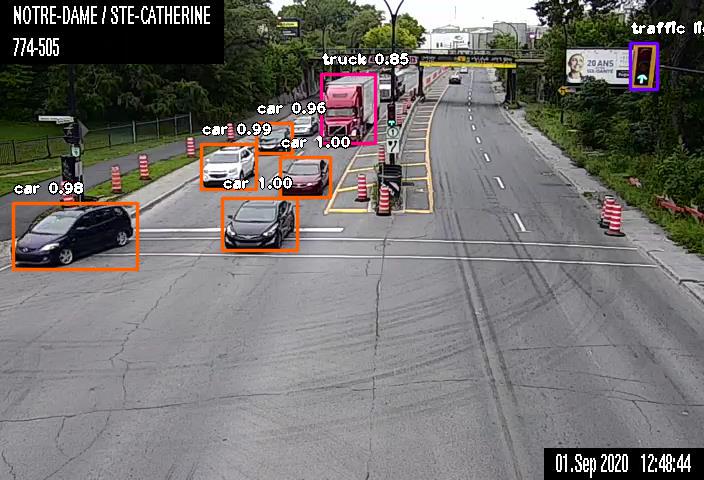 NOTRE-DAME / STE-CATHERINE
774-505
traffic li
truck 0.85
car 0.96
car 0.99
car 1.00
car 1.00
car 0.98
20 ANS
01.Sep 2020 12:48:44